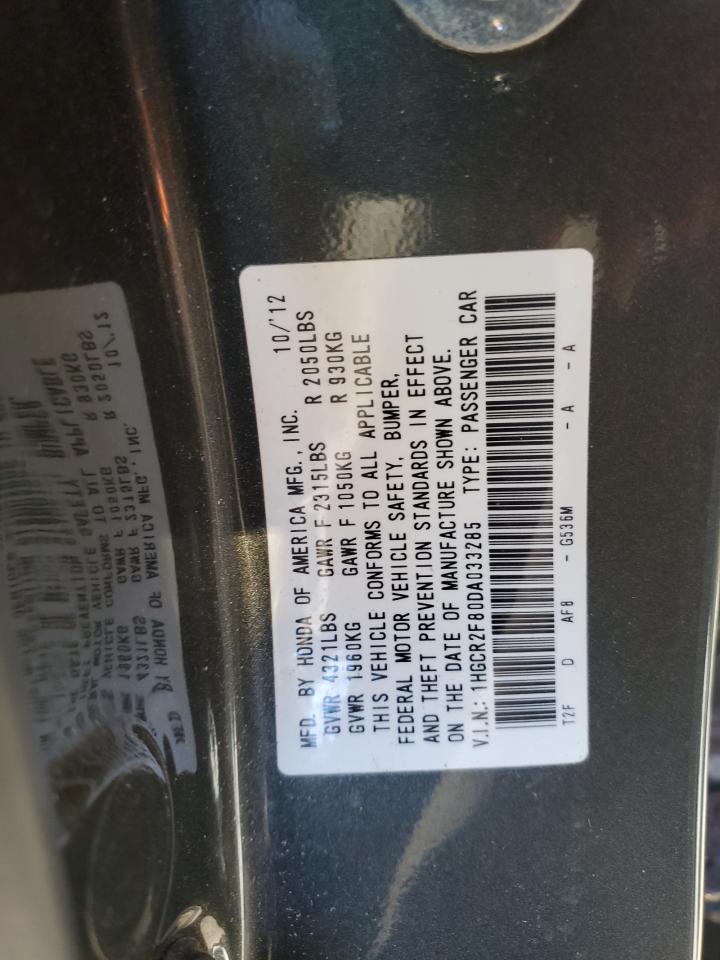 MFD. BY HONDA OF AMERICA MFG., INC. 10/'12
GVWR 4321LBS GAWR F 2315LBS R 2050LBS
GVWR 1960KG GAWR F 1050KG R 930KG
THIS VEHICLE CONFORMS TO ALL APPLICABLE
FEDERAL MOTOR VEHICLE SAFETY, BUMPER,
AND THEFT PREVENTION STANDARDS IN EFFECT
ON THE DATE OF MANUFACTURE SHOWN ABOVE.
V.I.N.: 1HGCR2F80DA033285 TYPE: PASSENGER CAR
T2F D AF8 - G536M - A - A